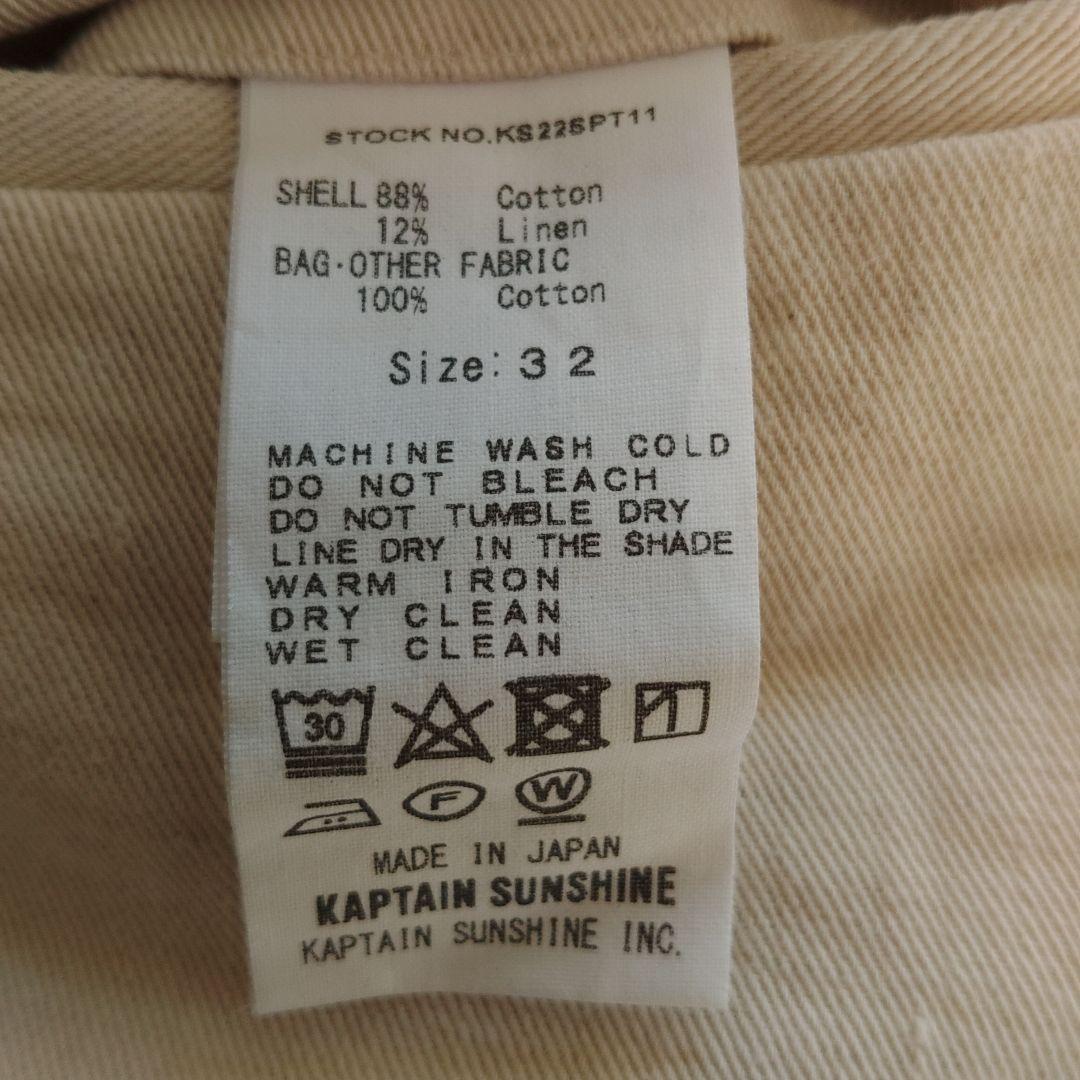 STOCK NO.KS22SPT11
SHELL 88% Cotton
12% Linen
BAG・OTHER FABRIC
100% Cotton
Size: 32
MACHINE WASH COLD
DO NOT BLEACH
DO NOT TUMBLE DRY
LINE DRY IN THE SHADE
WARM IRON
DRY CLEAN
WET CLEAN
30
F W
MADE IN JAPAN
KAPTAIN SUNSHINE
KAPTAIN SUNSHINE INC.